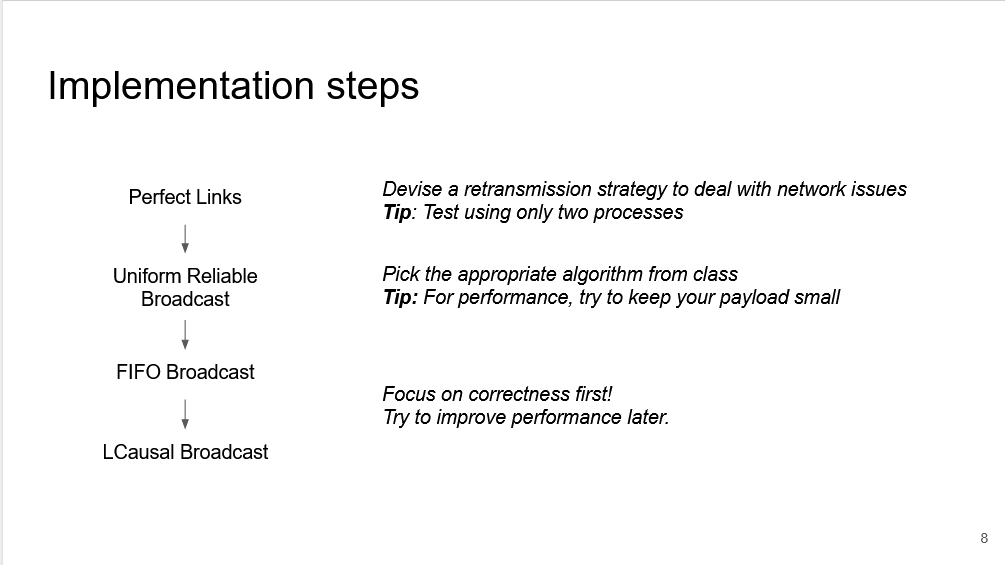 Implementation steps
Perfect Links
Devise a retransmission strategy to deal with network issues
Tip: Test using only two processes
Uniform Reliable
Broadcast
Pick the appropriate algorithm from class
Tip: For performance, try to keep your payload small
FIFO Broadcast
Focus on correctness first!
Try to improve performance later.
LCausal Broadcast
8